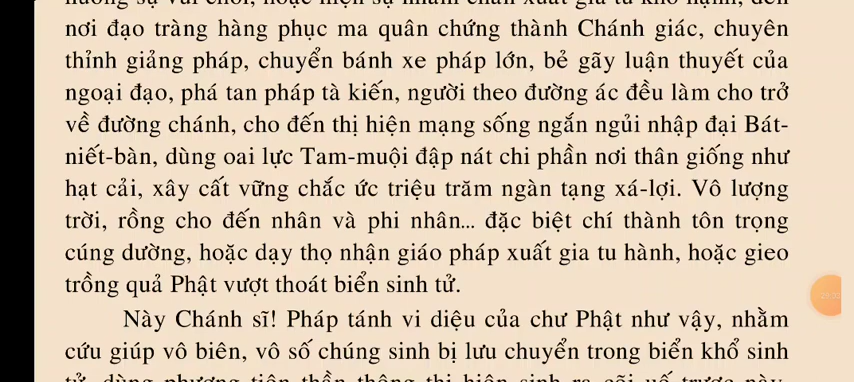 nơi đạo tràng hàng phục ma quân chứng thành Chánh giác, chuyên
thỉnh giảng pháp, chuyển bánh xe pháp lớn, bẻ gãy luận thuyết của
ngoại đạo, phá tan pháp tà kiến, người theo đường ác đều làm cho trở
về đường chánh, cho đến thị hiện mạng sống ngắn ngủi nhập đại Bát-
niết-bàn, dùng oai lực Tam-muội đập nát chi phần nơi thân giống như
hạt cải, xây cất vững chắc ức triệu trăm ngàn tạng xá-lợi. Vô lượng
trời, rồng cho đến nhân và phi nhân... đặc biệt chí thành tôn trọng
cúng dường, hoặc dạy thọ nhận giáo pháp xuất gia tu hành, hoặc gieo
trồng quả Phật vượt thoát biển sinh tử.
Này Chánh sĩ! Pháp tánh vi diệu của chư Phật như vậy, nhằm
cứu giúp vô biên, vô số chúng sinh bị lưu chuyển trong biển khổ sinh